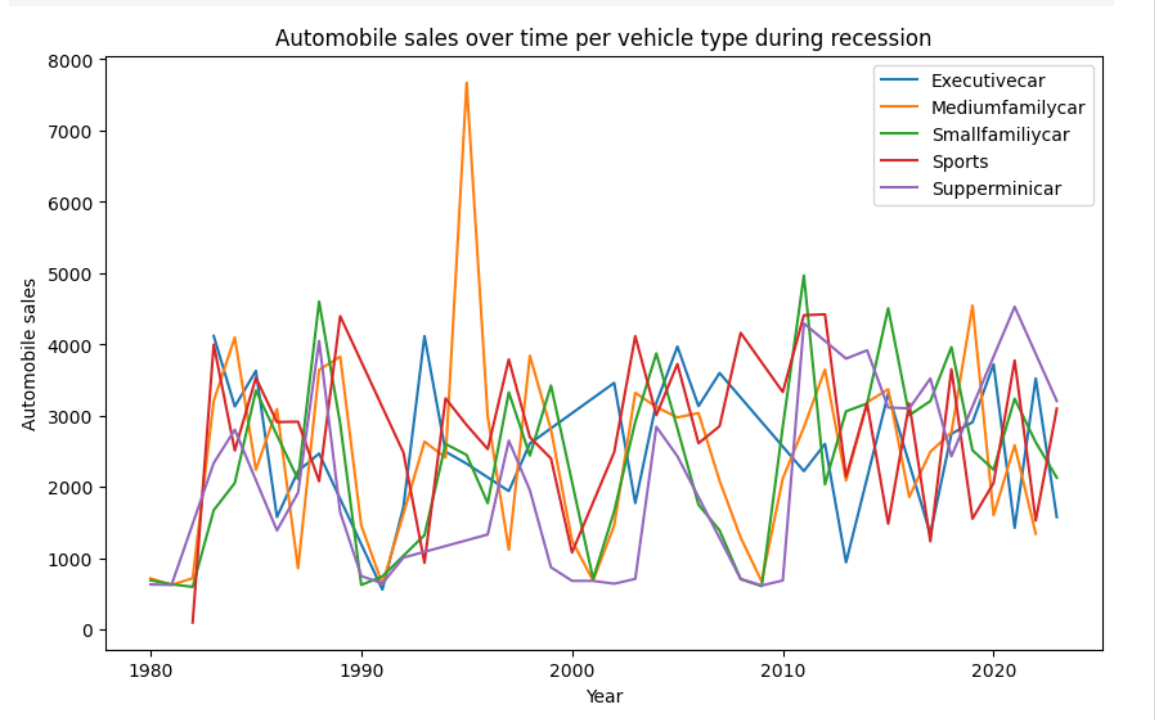 Automobile sales over time per vehicle type during recession
Automobile sales
8000
7000
6000
5000
4000
3000
2000
1000
0
Executivecar
Mediumfamilycar
Smallfamiliycar
Sports
Supperminicar
1980
1990
2000
2010
2020
Year